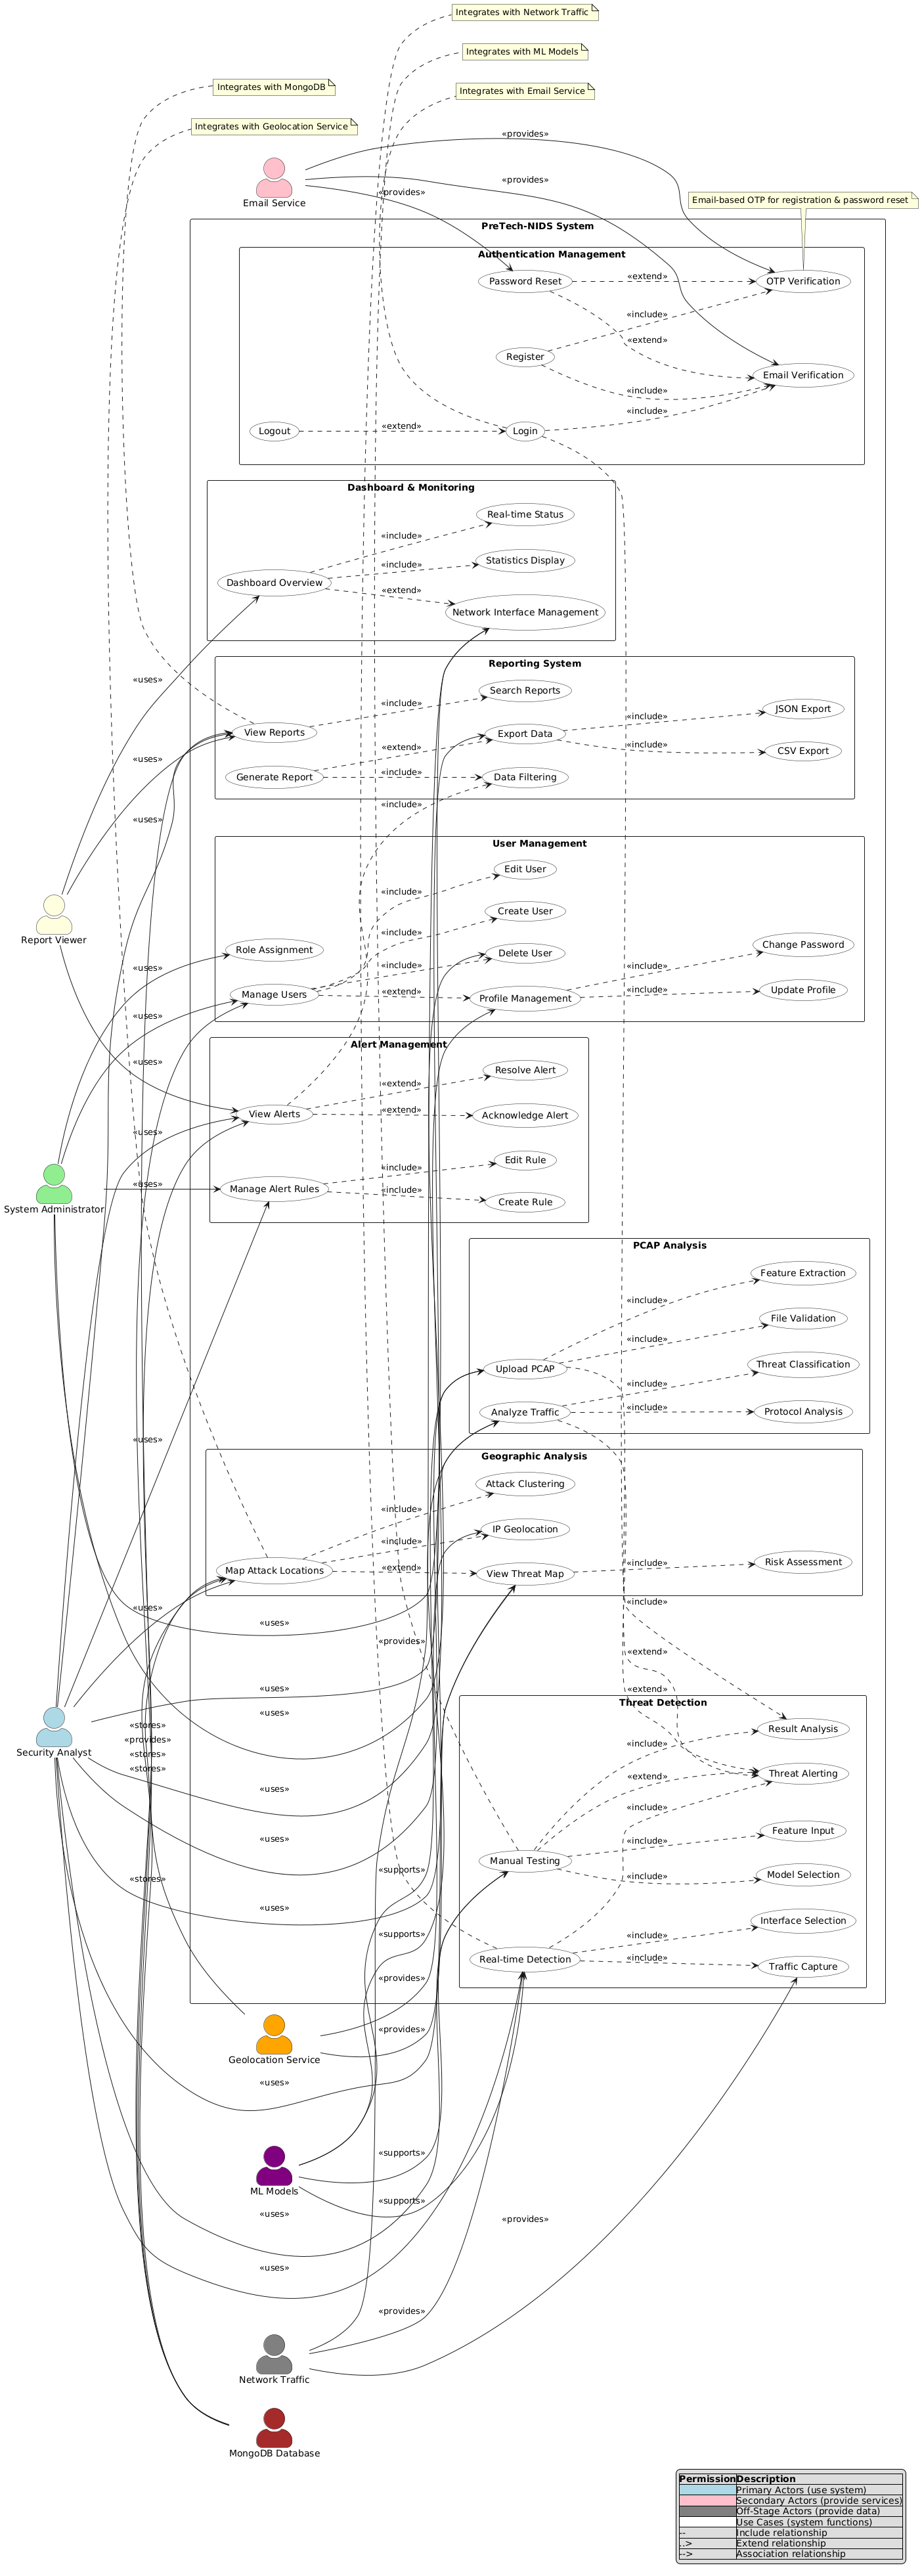 Integrates with Network Traffic
Integrates with ML Models
Integrates with MongoDB
Integrates with Email Service
Integrates with Geolocation Service
«provides»
Email Service
«provides»
«provides»
Email-based OTP for registration & password reset
PreTech-NIDS System
Authentication Management
Password Reset
«extend»
OTP Verification
«include»
«extend»
Register
Email Verification
«include»
«include»
Logout
«extend»
Login
Dashboard & Monitoring
Real-time Status
«include»
Statistics Display
«include»
Dashboard Overview
«extend»
Network Interface Management
Reporting System
«uses»
Search Reports
«include»
JSON Export
«include»
View Reports
Export Data
«extend»
«include»
CSV Export
«uses»
Generate Report
«include»
Data Filtering
«include»
«uses»
User Management
Edit User
«include»
Create User
«include»
Report Viewer
Role Assignment
Change Password
Delete User
«include»
«include»
«uses»
Manage Users
«extend»
Profile Management
«include»
Update Profile
«uses»
Alert Management
«uses»
Resolve Alert
«extend»
View Alerts
«extend»
Acknowledge Alert
«uses»
Edit Rule
«include»
«uses»
Manage Alert Rules
«include»
Create Rule
System Administrator
PCAP Analysis
Feature Extraction
«include»
File Validation
«include»
Upload PCAP
Threat Classification
«include»
Analyze Traffic
«include»
Protocol Analysis
«uses»
Geographic Analysis
Attack Clustering
«include»
IP Geolocation
«include»
Map Attack Locations
«extend»
View Threat Map
«include»
Risk Assessment
«uses»
«include»
«uses»
«provides»
«extend»
«uses»
«extend»
Threat Detection
«uses»
«stores»
Result Analysis
«provides»
«include»
Security Analyst
«stores»
«stores»
«extend»
Threat Alerting
«uses»
«include»
Feature Input
«uses»
«include»
Manual Testing
«supports»
«stores»
«include»
Model Selection
«uses»
Interface Selection
«supports»
«include»
Real-time Detection
«include»
Traffic Capture
«provides»
«provides»
Geolocation Service
«uses»
«supports»
ML Models
«supports»
«uses»
«provides»
«uses»
«provides»
Network Traffic
MongoDB Database
Permission Description
Primary Actors (use system)
Secondary Actors (provide services)
Off-Stage Actors (provide data)
Use Cases (system functions)
-- Include relationship
..> Extend relationship
--> Association relationship